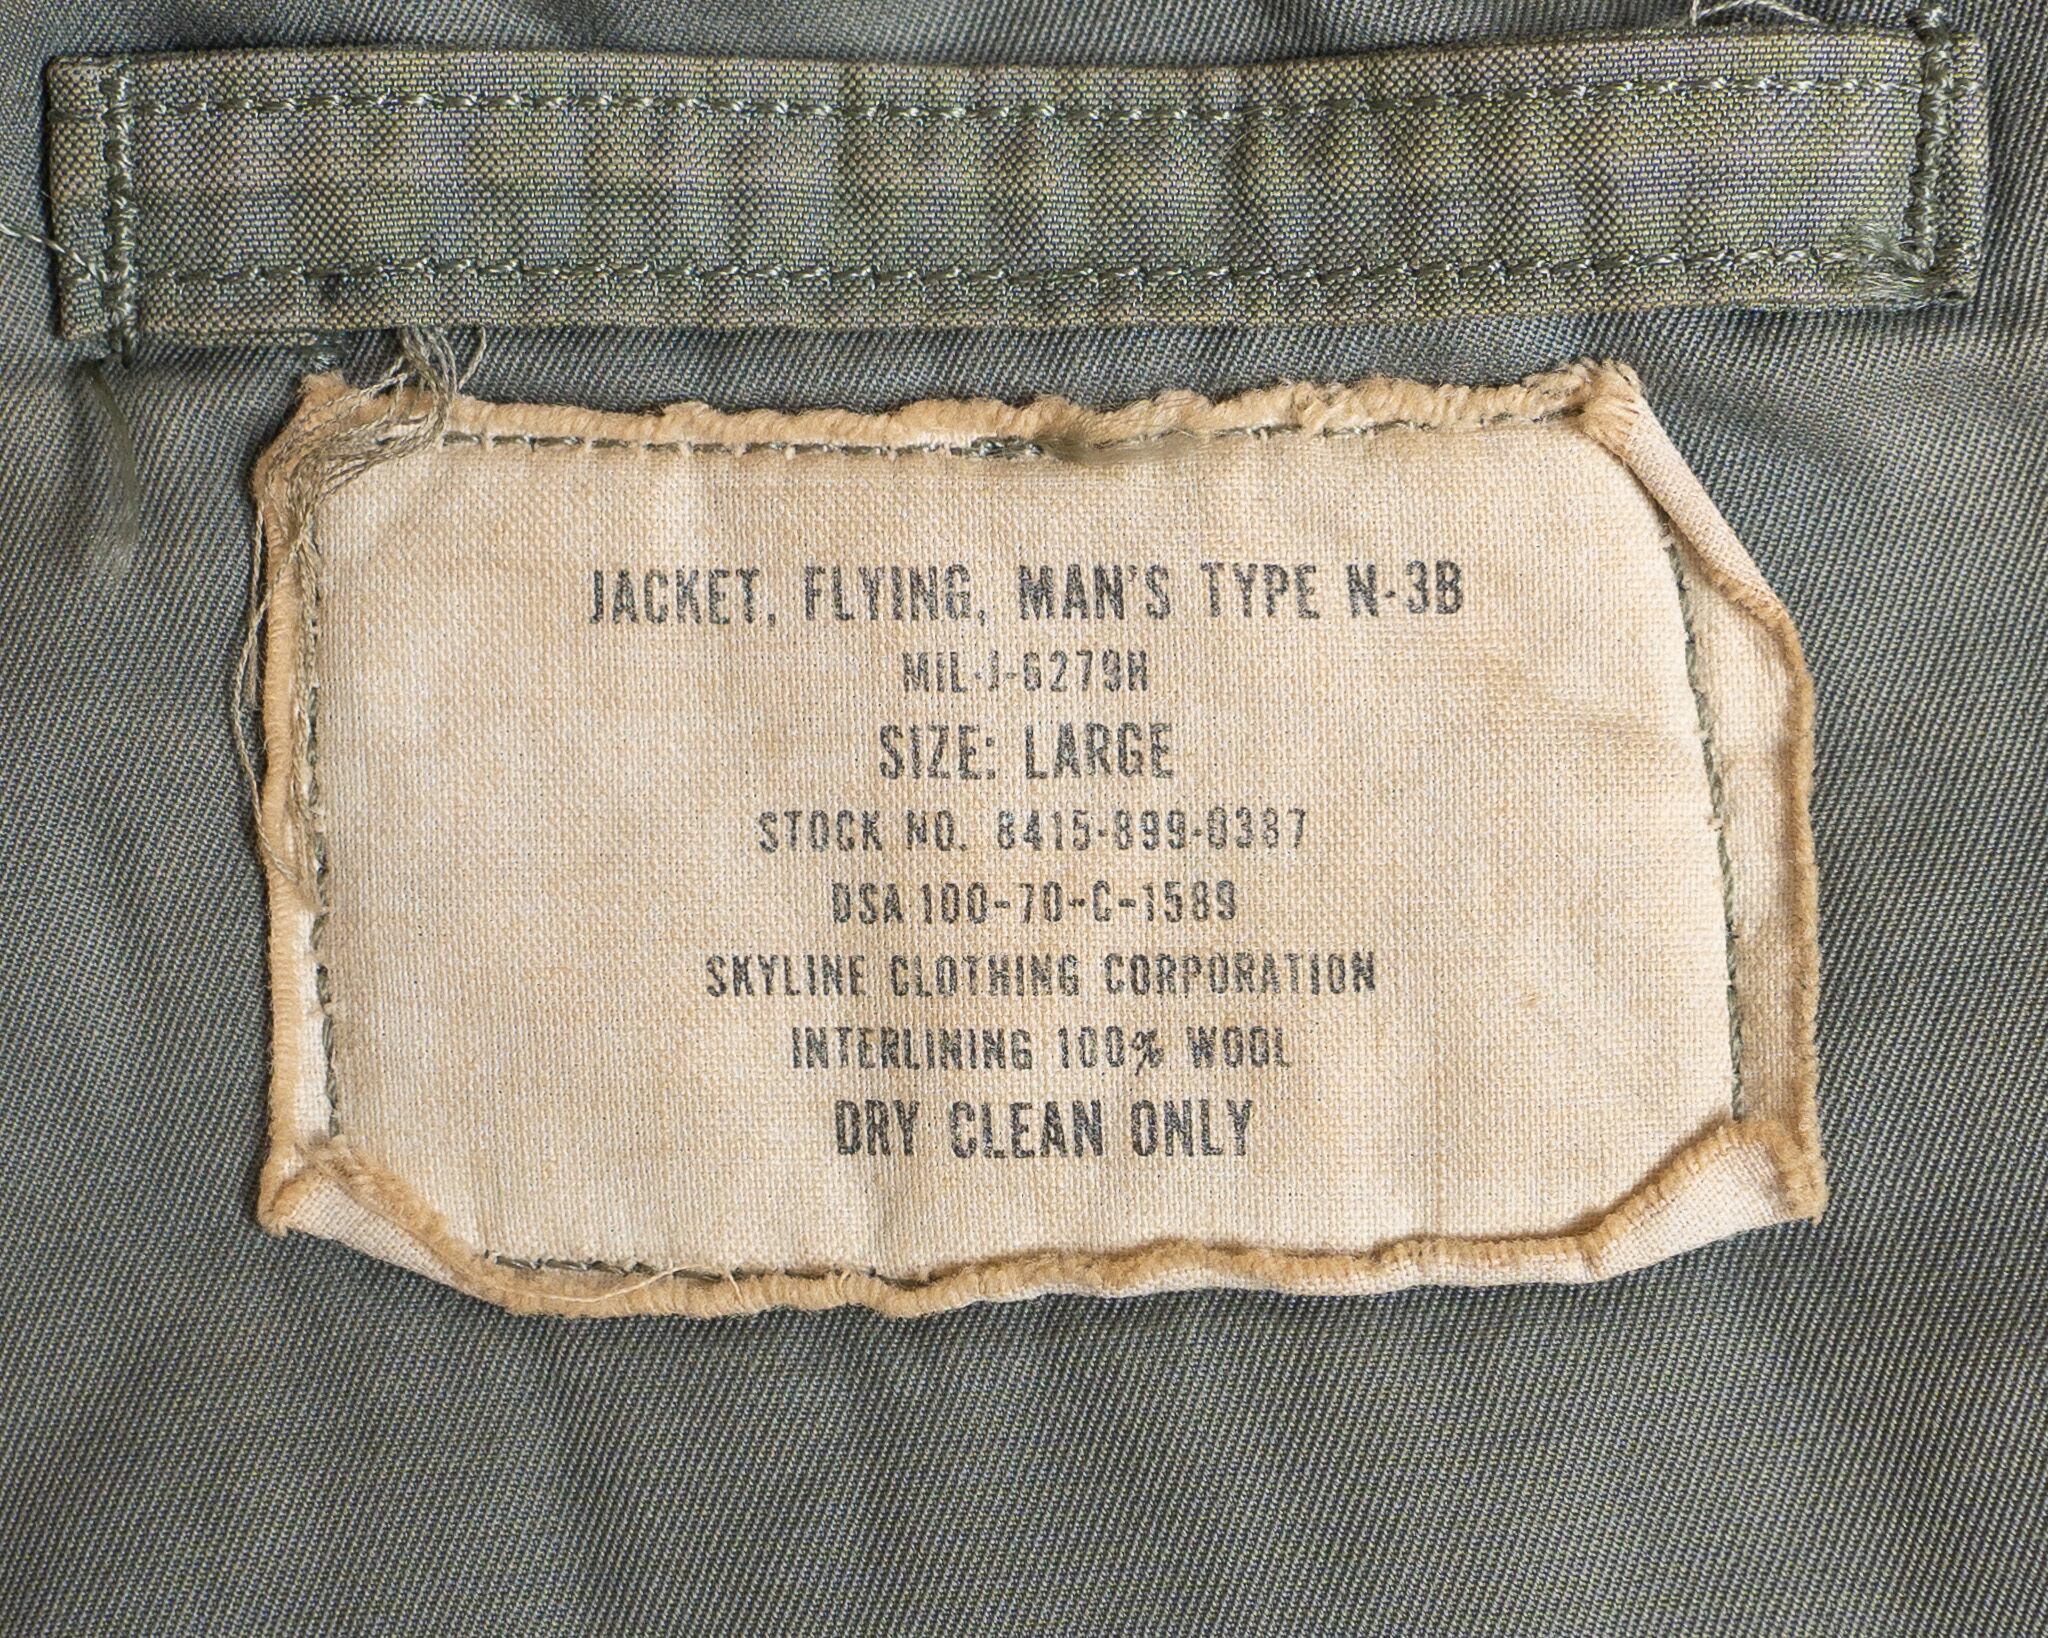 JACKET, FLYING, MAN'S TYPE N-3B
MIL-J-6279H
SIZE: LARGE
STOCK NO. 8415-899-0387
DSA 100-70-C-1589
SKYLINE CLOTHING CORPORATION
INTERLINING 100% WOOL
DRY CLEAN ONLY